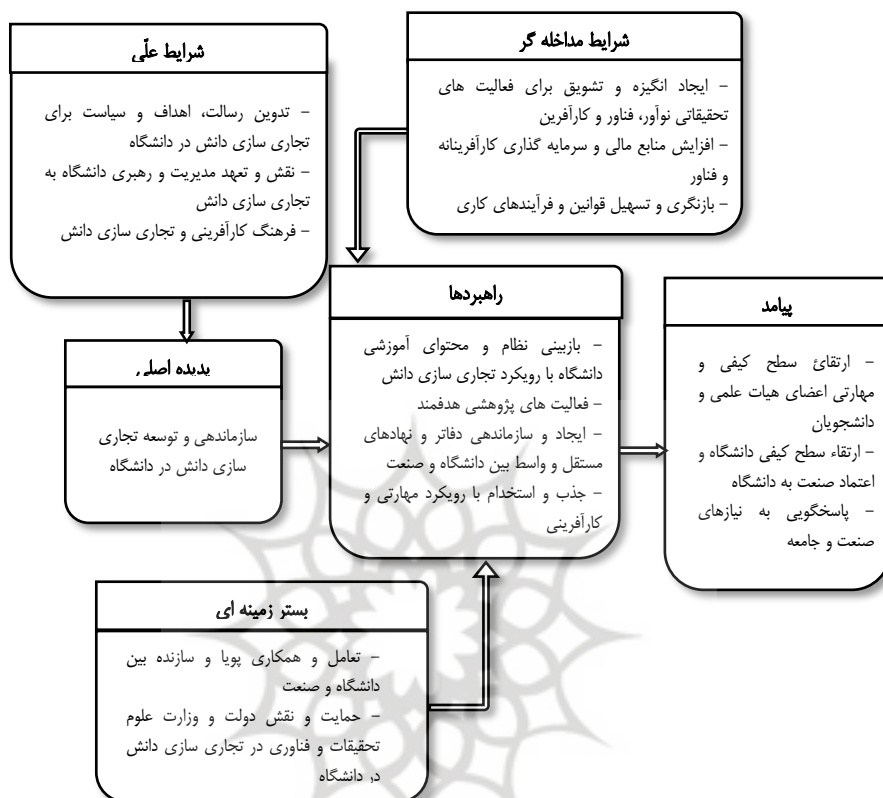 شرایط علّی
- تدوین رسالت، اهداف و سیاست برای
تجاری سازی دانش در دانشگاه
- نقش و تعهد مدیریت و رهبری دانشگاه به
تجاری سازی دانش
- فرهنگ کارآفرینی و تجاری سازی دانش
شرایط مداخله گر
- ایجاد انگیزه و تشویق برای فعالیت های
تحقیقاتی نوآور، فناور و کارآفرین
- افزایش منابع مالی و سرمایه گذاری کارآفرینانه
و فناور
- بازنگری و تسهیل قوانین و فرآیندهای کاری
پدیده اصلی
سازماندهی و توسعه تجاری
سازی دانش در دانشگاه
راهبردها
- بازبینی نظام و محتوای آموزشی
دانشگاه با رویکرد تجاری سازی دانش
- فعالیت های پژوهشی هدفمند
- ایجاد و سازماندهی دفاتر و نهادهای
مستقل و واسط بین دانشگاه و صنعت
- جذب و استخدام با رویکرد مهارتی و
کارآفرینی
پیامد
- ارتقائ سطح کیفی و
مهارتی اعضای هیات علمی و
دانشجویان
- ارتقاء سطح کیفی دانشگاه و
اعتماد صنعت به دانشگاه
- پاسخگویی به نیازهای
صنعت و جامعه
بستر زمینه ای
- تعامل و همکاری پویا و سازنده بین
دانشگاه و صنعت
- حمایت و نقش دولت و وزارت علوم
تحقیقات و فناوری در تجاری سازی دانش
در دانشگاه